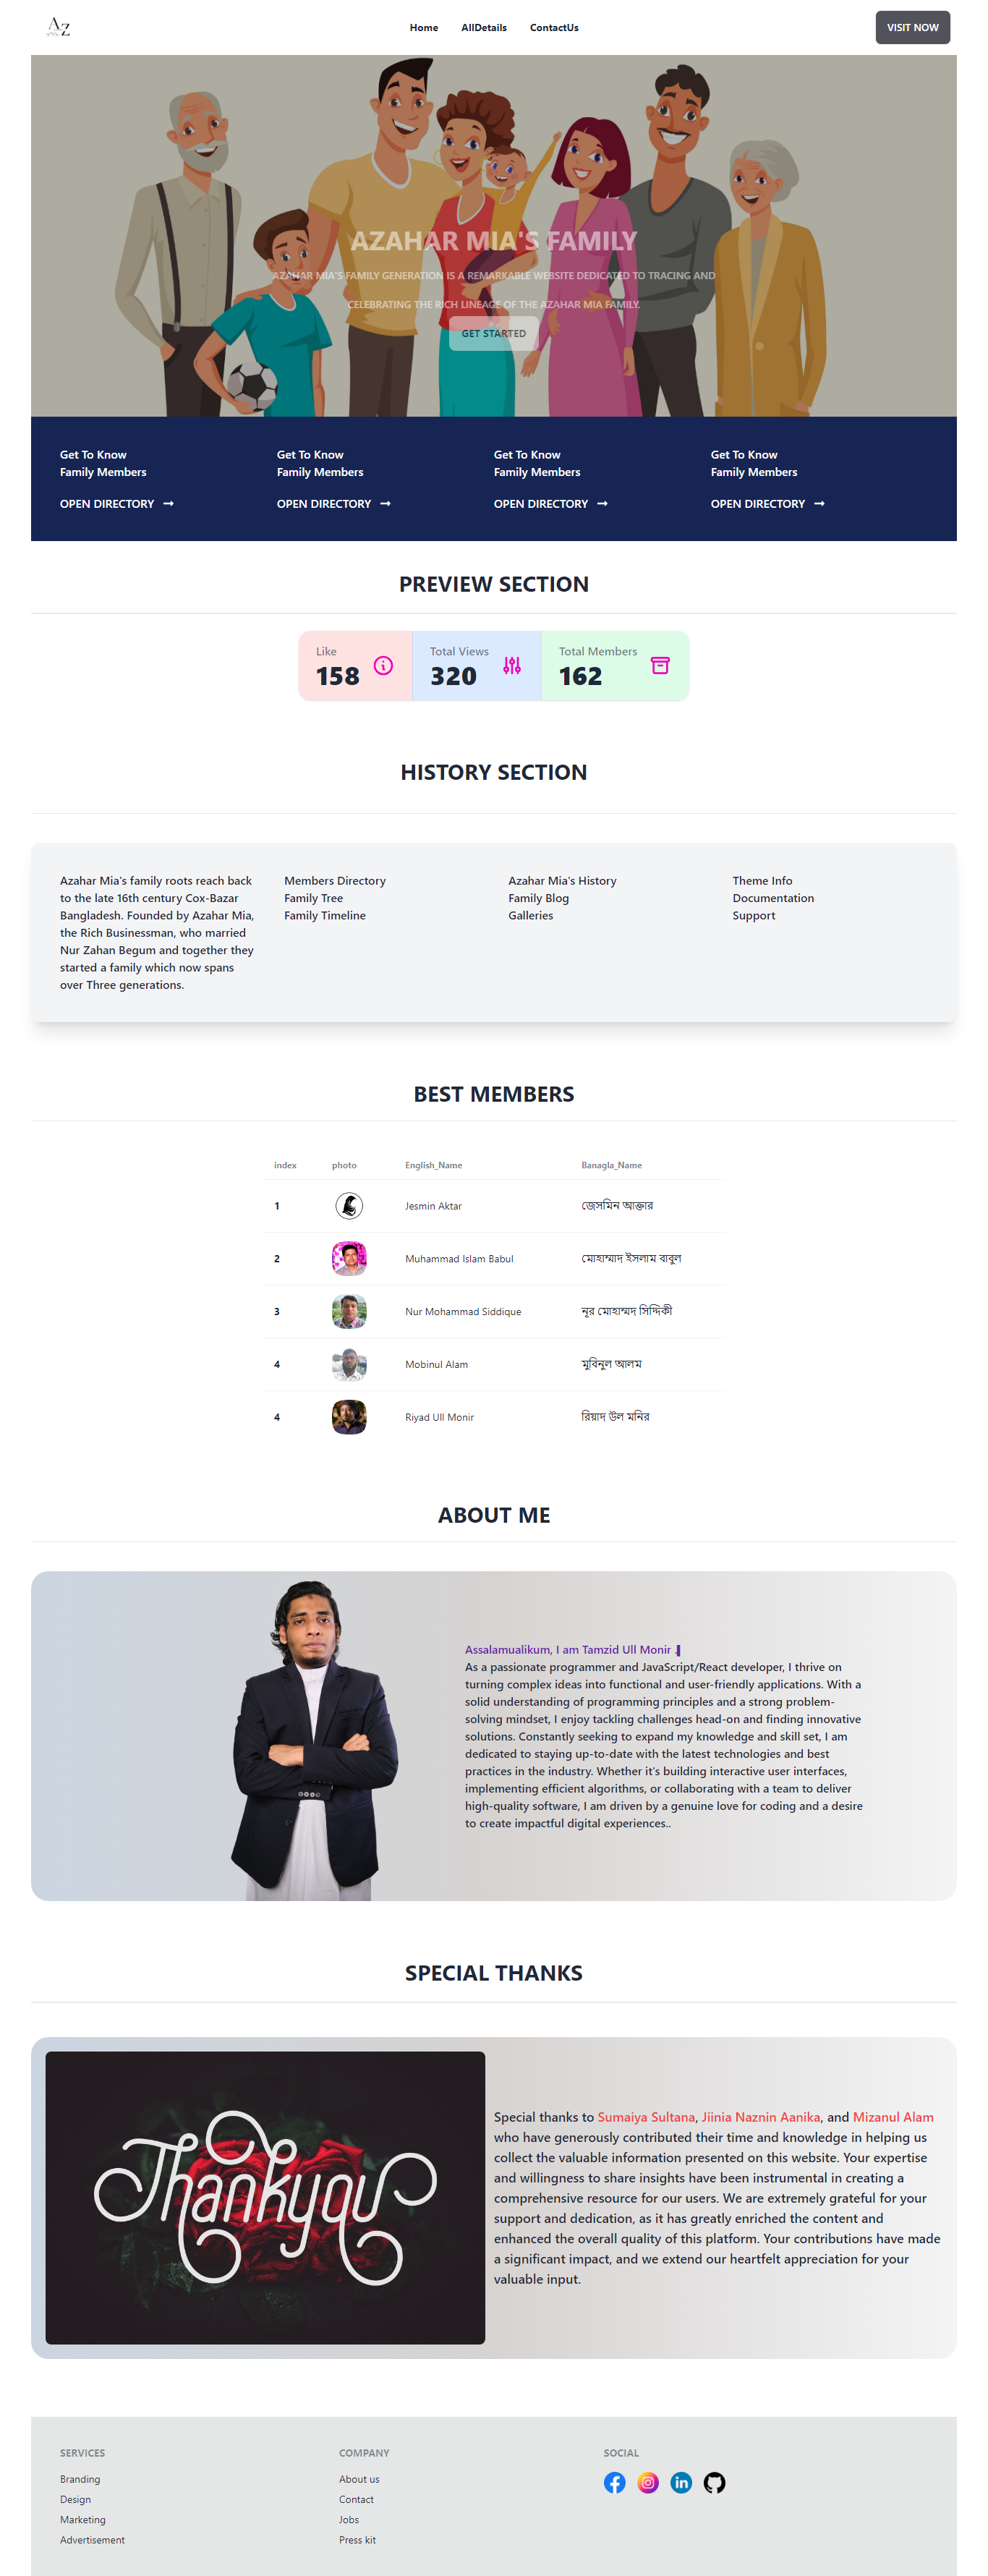 Az
Home AllDetails ContactUs
VISIT NOW
AZAHAR MIA'S FAMILY
AZAHAR MIA'S FAMILY GENERATION IS A REMARKABLE WEBSITE DEDICATED TO TRACING AND
CELEBRATING THE RICH LINEAGE OF THE AZAHAR MIA FAMILY.
GET STARTED
Get To Know
Family Members
OPEN DIRECTORY →
Get To Know
Family Members
OPEN DIRECTORY →
Get To Know
Family Members
OPEN DIRECTORY →
Get To Know
Family Members
OPEN DIRECTORY →
PREVIEW SECTION
Like
158
Total Views
320
Total Members
162
HISTORY SECTION
Azahar Mia's family roots reach back
to the late 16th century Cox-Bazar
Bangladesh. Founded by Azahar Mia,
the Rich Businessman, who married
Nur Zahan Begum and together they
started a family which now spans
over Three generations.
Members Directory
Family Tree
Family Timeline
Azahar Mia's History
Family Blog
Galleries
Theme Info
Documentation
Support
BEST MEMBERS
index photo English_Name Banagla_Name
1 Jesmin Aktar জেসমিন আক্তার
2 Muhammad Islam Babul মোহাম্মাদ ইসলাম বাবুল
3 Nur Mohammad Siddique নূর মোহাম্মদ সিদ্দিকী
4 Mobinul Alam মুবিনুল আলম
4 Riyad Ull Monir রিয়াদ উল মনির
ABOUT ME
Assalamualikum, I am Tamzid Ull Monir .
As a passionate programmer and JavaScript/React developer, I thrive on
turning complex ideas into functional and user-friendly applications. With a
solid understanding of programming principles and a strong problem-
solving mindset, I enjoy tackling challenges head-on and finding innovative
solutions. Constantly seeking to expand my knowledge and skill set, I am
dedicated to staying up-to-date with the latest technologies and best
practices in the industry. Whether it's building interactive user interfaces,
implementing efficient algorithms, or collaborating with a team to deliver
high-quality software, I am driven by a genuine love for coding and a desire
to create impactful digital experiences..
SPECIAL THANKS
Thankyou
Special thanks to Sumaiya Sultana, Jiinia Naznin Aanika, and Mizanul Alam
who have generously contributed their time and knowledge in helping us
collect the valuable information presented on this website. Your expertise
and willingness to share insights have been instrumental in creating a
comprehensive resource for our users. We are extremely grateful for your
support and dedication, as it has greatly enriched the content and
enhanced the overall quality of this platform. Your contributions have made
a significant impact, and we extend our heartfelt appreciation for your
valuable input.
SERVICES
Branding
Design
Marketing
Advertisement
COMPANY
About us
Contact
Jobs
Press kit
SOCIAL